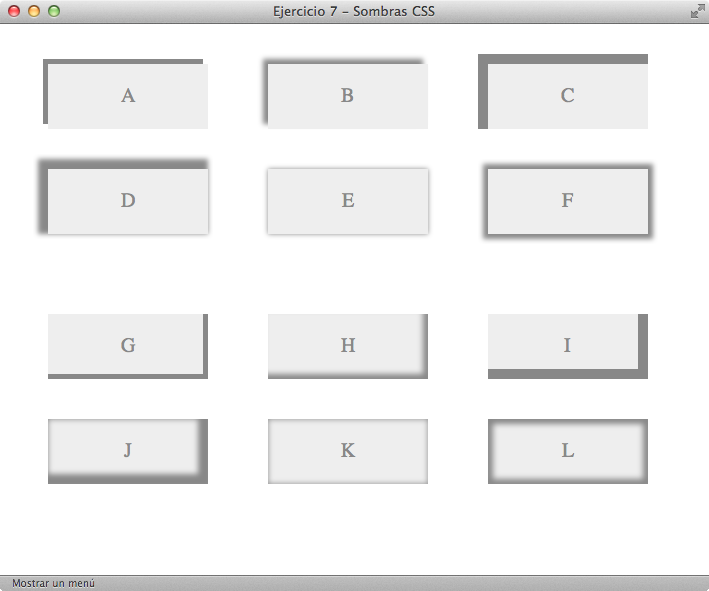 Ejercicio 7 – Sombras CSS
A B C
D E F
G H I
J K L
Mostrar un menú